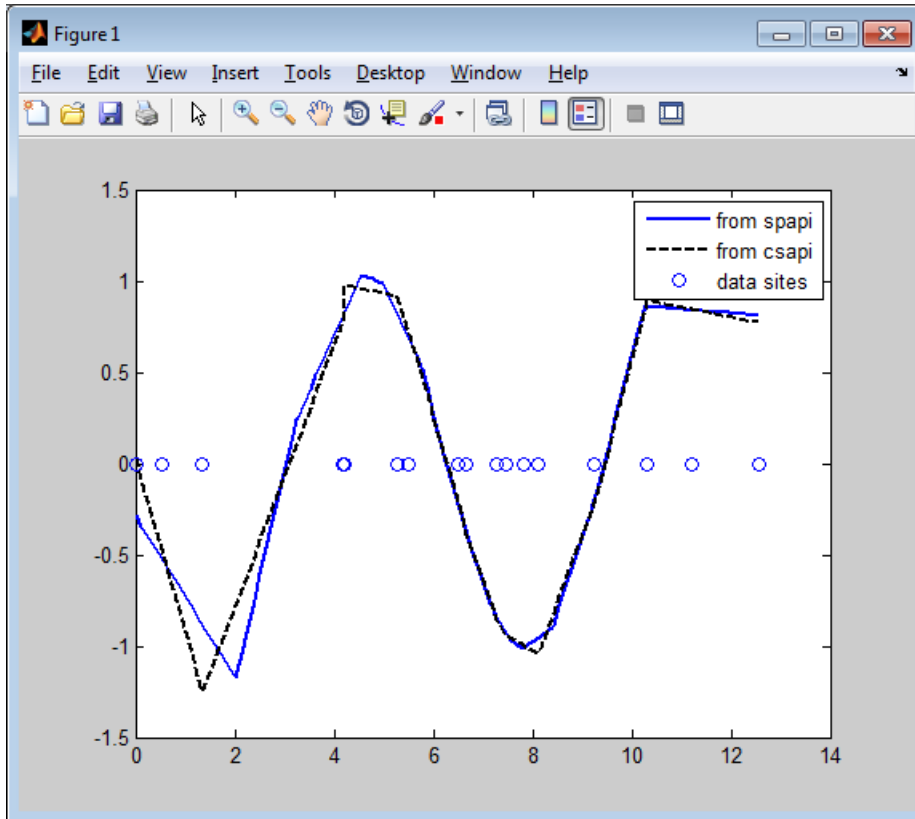 Figure 1
File Edit View Insert Tools Desktop Window Help
1.5
1
0.5
0
-0.5
-1
-1.5
0 2 4 6 8 10 12 14
from spapi
from csapi
data sites